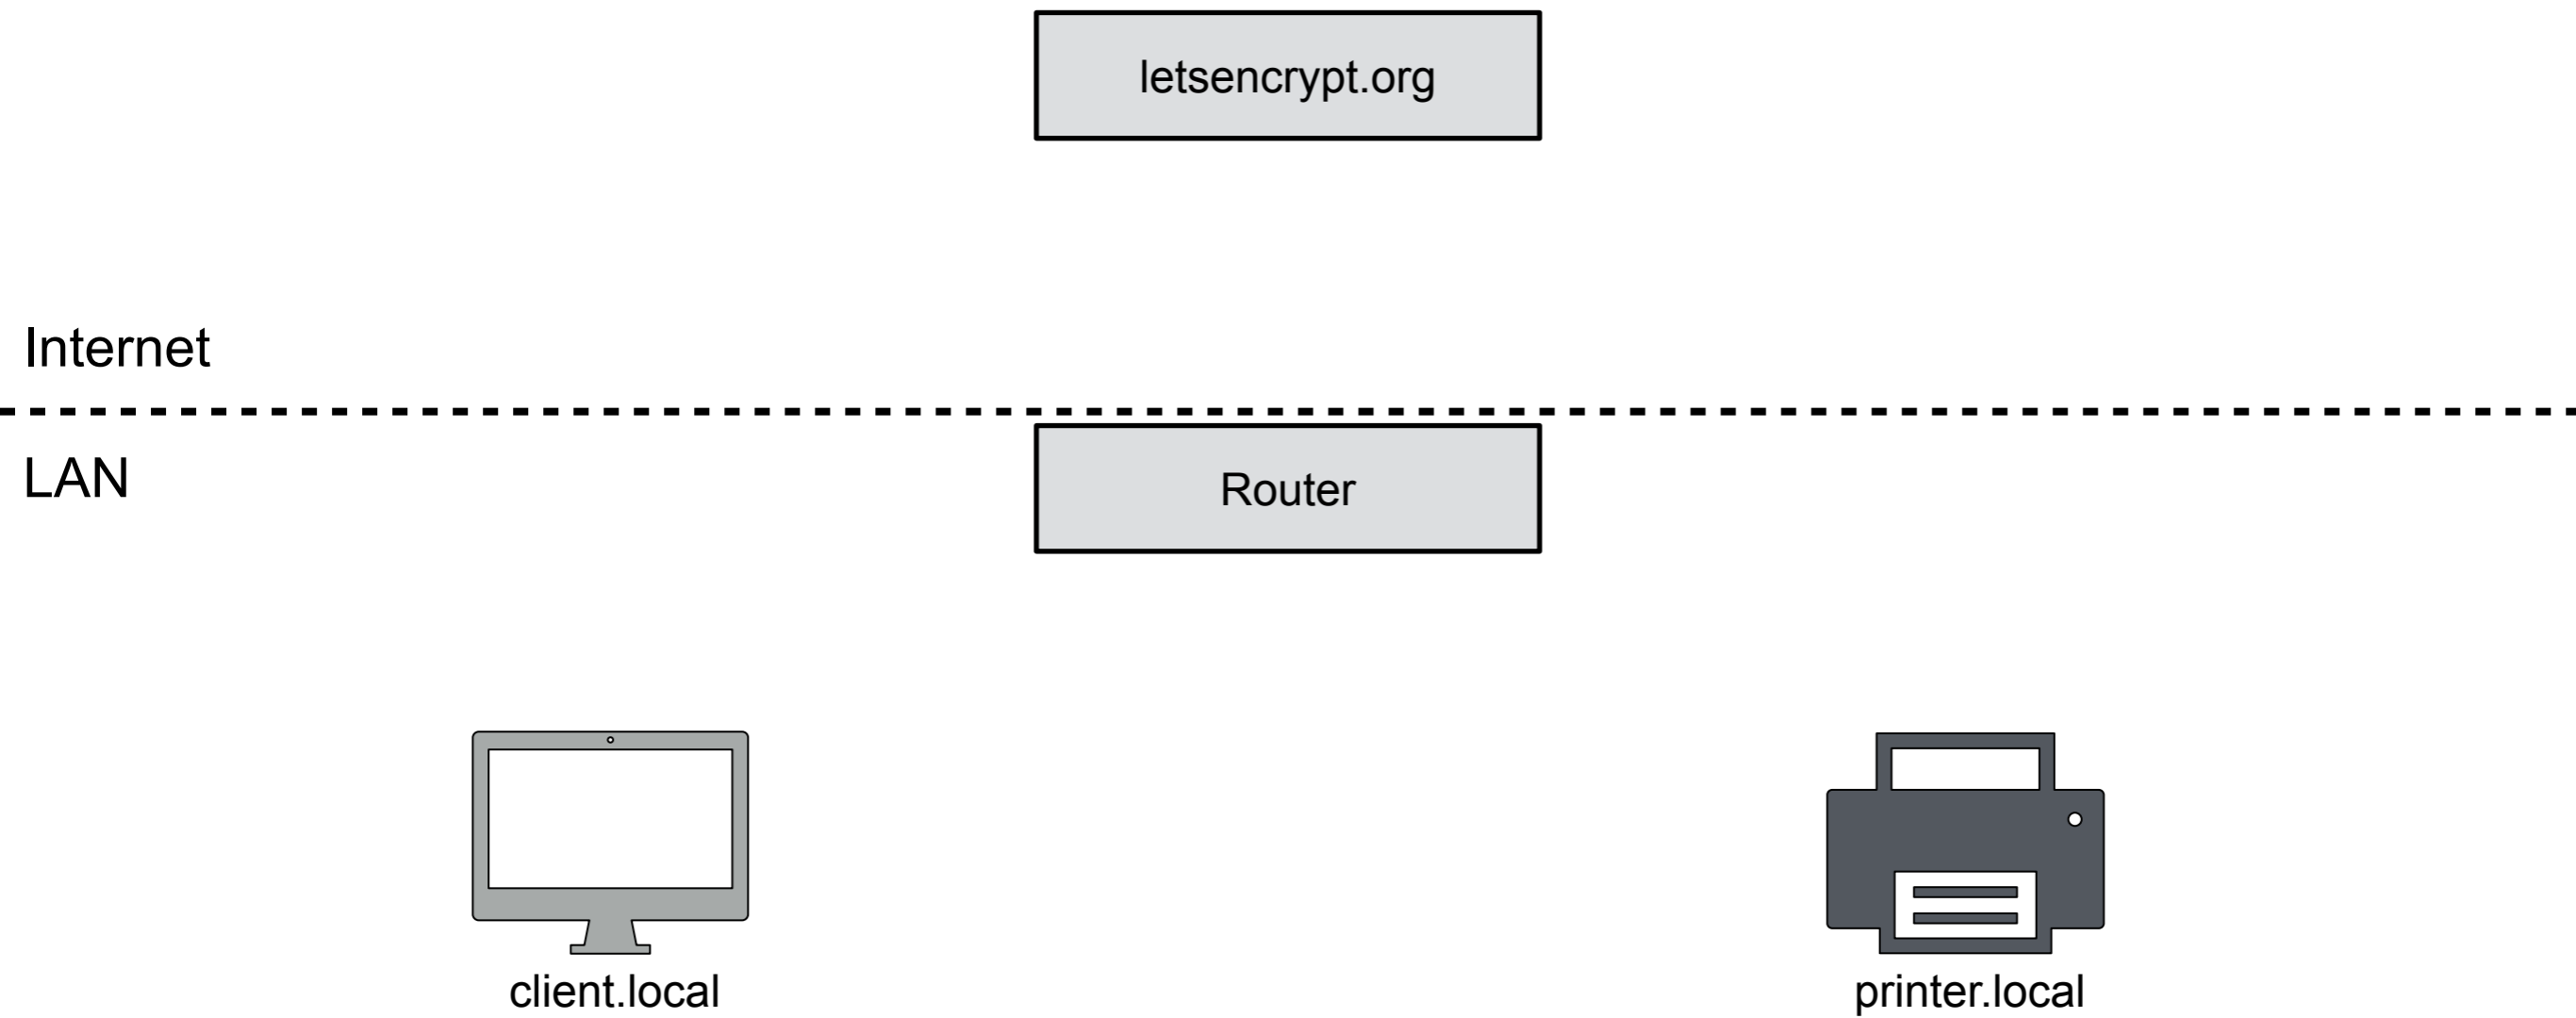 letsencrypt.org
Internet
LAN
Router
client.local
printer.local